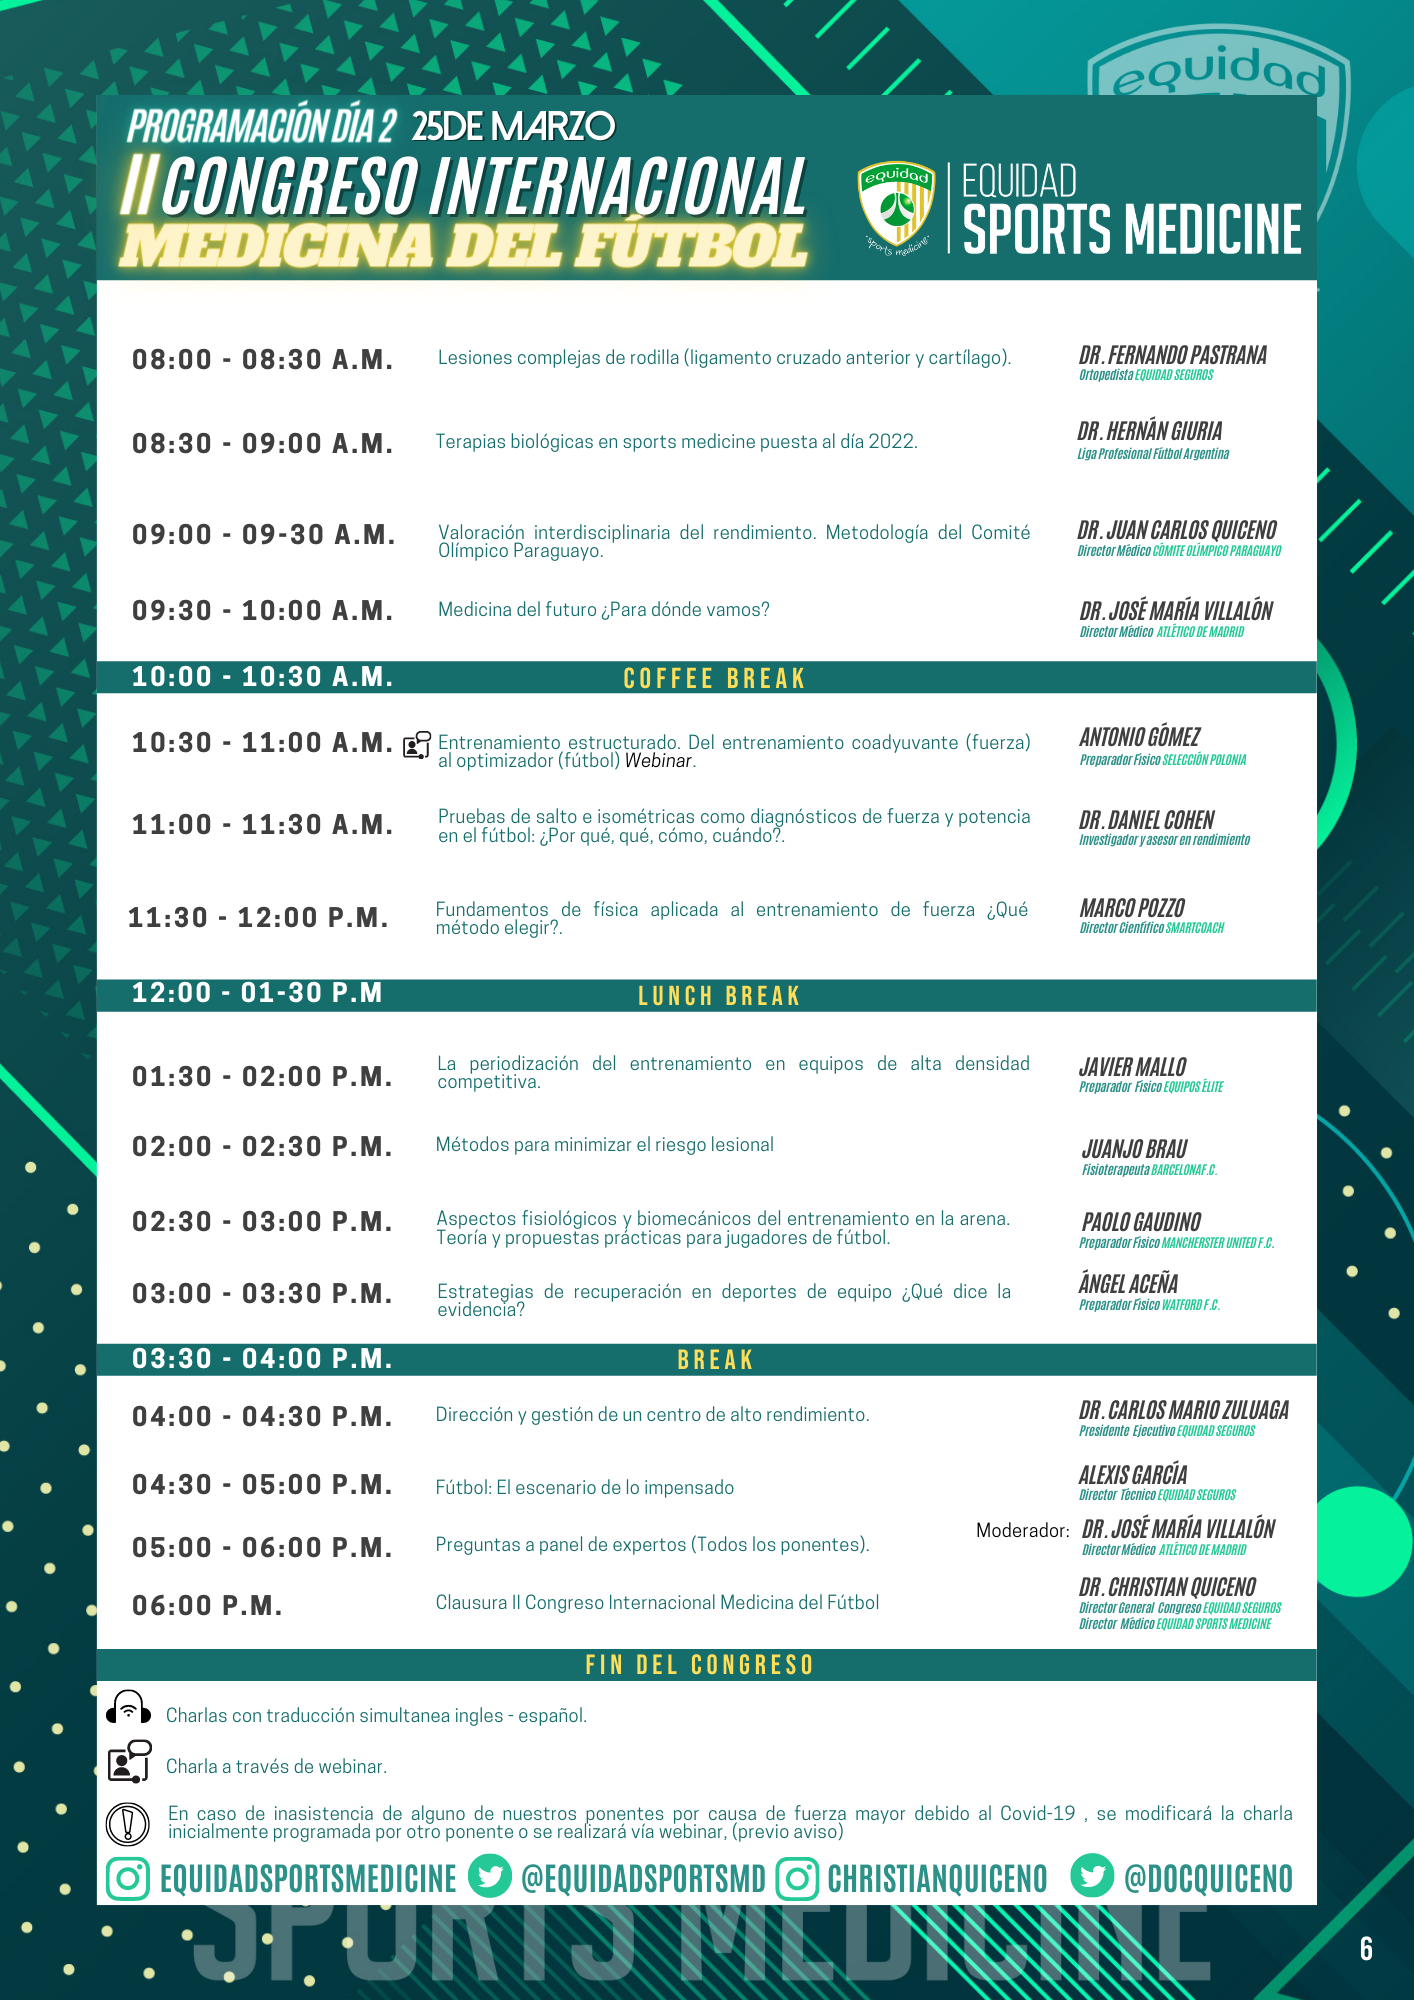 equidad
PROGRAMACIÓN DÍA 2 25DE MARZO
II CONGRESO INTERNACIONAL
MEDICINA DEL FÚTBOL
equidad
sports medicine
EQUIDAD
SPORTS MEDICINE
08:00 - 08:30 A.M.
Lesiones complejas de rodilla (ligamento cruzado anterior y cartílago).
DR. FERNANDO PASTRANA
Ortopedista EQUIDAD SEGUROS
08:30 - 09:00 A.M.
Terapias biológicas en sports medicine puesta al día 2022.
DR. HERNÁN GIURIA
Liga Profesional Fútbol Argentina
09:00 - 09-30 A.M.
Valoración interdisciplinaria del rendimiento. Metodología del Comité
Olímpico Paraguayo.
DR. JUAN CARLOS QUICENO
Director Médico CÓMITE OLÍMPICO PARAGUAYO
09:30 - 10:00 A.M.
Medicina del futuro ¿Para dónde vamos?
DR. JOSÉ MARÍA VILLALÓN
Director Médico ATLÉTICO DE MADRID
10:00 - 10:30 A.M.
COFFEE BREAK
10:30 - 11:00 A.M.
Entrenamiento estructurado. Del entrenamiento coadyuvante (fuerza)
al optimizador (fútbol) Webinar.
ANTONIO GÓMEZ
Preparador Físico SELECCIÓN POLONIA
11:00 - 11:30 A.M.
Pruebas de salto e isométricas como diagnósticos de fuerza y potencia
en el fútbol: ¿Por qué, qué, cómo, cuándo?.
DR. DANIEL COHEN
Investigador y asesor en rendimiento
11:30 - 12:00 P.M.
Fundamentos de física aplicada al entrenamiento de fuerza ¿Qué
método elegir?.
MARCO POZZO
Director Científico SMARTCOACH
12:00 - 01-30 P.M
LUNCH BREAK
01:30 - 02:00 P.M.
La periodización del entrenamiento en equipos de alta densidad
competitiva.
JAVIER MALLO
Preparador Físico EQUIPOS ÉLITE
02:00 - 02:30 P.M.
Métodos para minimizar el riesgo lesional
JUANJO BRAU
Fisioterapeuta BARCELONA F.C.
02:30 - 03:00 P.M.
Aspectos fisiológicos y biomecánicos del entrenamiento en la arena.
Teoría y propuestas prácticas para jugadores de fútbol.
PAOLO GAUDINO
Preparador Físico MANCHERSTER UNITED F.C.
03:00 - 03:30 P.M.
Estrategias de recuperación en deportes de equipo ¿Qué dice la
evidencia?
ÁNGEL ACEÑA
Preparador Físico WATFORD F.C.
03:30 - 04:00 P.M.
BREAK
04:00 - 04:30 P.M.
Dirección y gestión de un centro de alto rendimiento.
DR. CARLOS MARIO ZULUAGA
Presidente Ejecutivo EQUIDAD SEGUROS
04:30 - 05:00 P.M.
Fútbol: El escenario de lo impensado
ALEXIS GARCÍA
Director Técnico EQUIDAD SEGUROS
05:00 - 06:00 P.M.
Preguntas a panel de expertos (Todos los ponentes).
Moderador: DR. JOSÉ MARÍA VILLALÓN
Director Médico ATLÉTICO DE MADRID
06:00 P.M.
Clausura II Congreso Internacional Medicina del Fútbol
DR. CHRISTIAN QUICENO
Director General Congreso EQUIDAD SEGUROS
Director Médico EQUIDAD SPORTS MEDICINE
FIN DEL CONGRESO
Charlas con traducción simultanea ingles - español.
Charla a través de webinar.
En caso de inasistencia de alguno de nuestros ponentes por causa de fuerza mayor debido al Covid-19 , se modificará la charla
inicialmente programada por otro ponente o se realizará vía webinar, (previo aviso)
EQUIDADSPORTSMEDICINE @EQUIDADSPORTSMD CHRISTIANQUICENO @DOCQUICENO
SPORTS MEDICINE
6